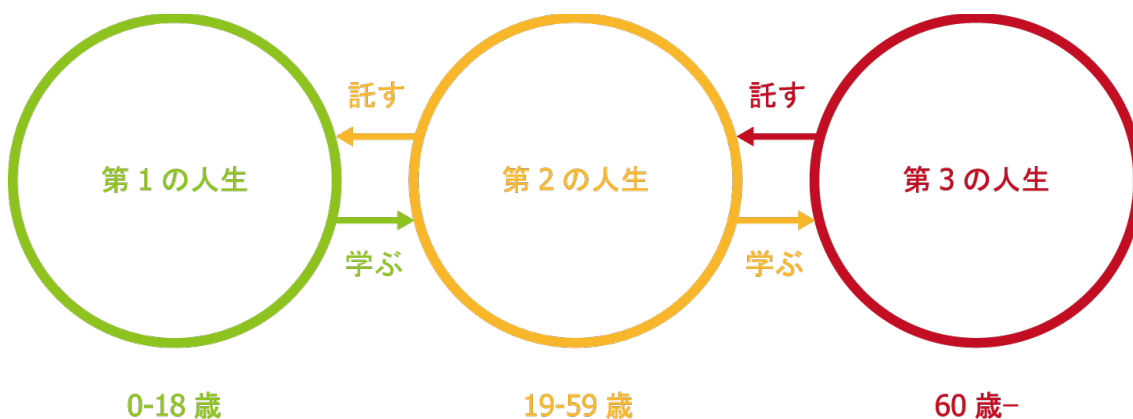 託す
託す
第1の人生
第2の人生
第3の人生
学ぶ
学ぶ
0-18 歳
19-59 歳
60 歳−